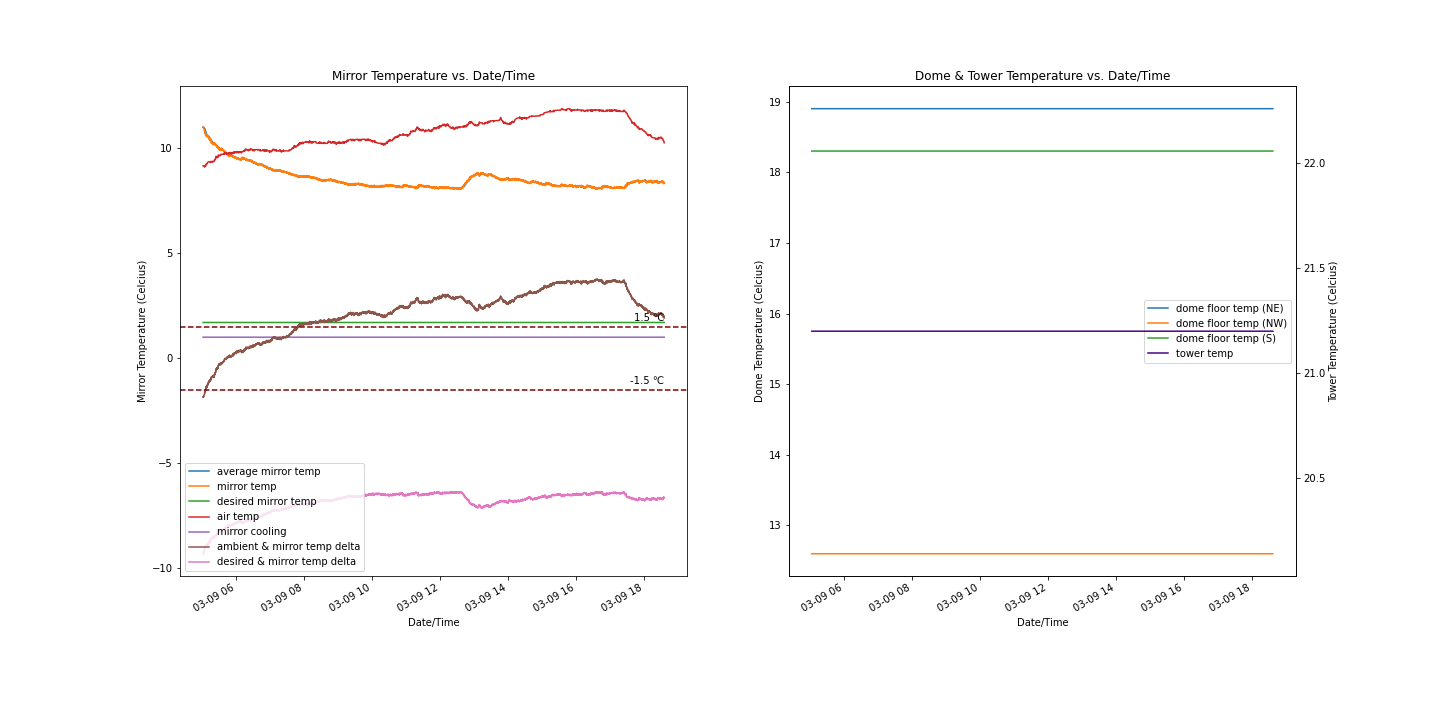 Mirror Temperature vs. Date/Time
Mirror Temperature (Celcius)
10
5
0
−5
−10
1.5 °C
-1.5 °C
average mirror temp
mirror temp
desired mirror temp
air temp
mirror cooling
ambient & mirror temp delta
desired & mirror temp delta
03-09 06
03-09 08
03-09 10
03-09 12
03-09 14
03-09 16
03-09 18
Date/Time
Dome & Tower Temperature vs. Date/Time
Dome Temperature (Celcius)
19
18
17
16
15
14
13
dome floor temp (NE)
dome floor temp (NW)
dome floor temp (S)
tower temp
22.0
21.5
21.0
20.5
Tower Temperature (Celcius)
03-09 06
03-09 08
03-09 10
03-09 12
03-09 14
03-09 16
03-09 18
Date/Time